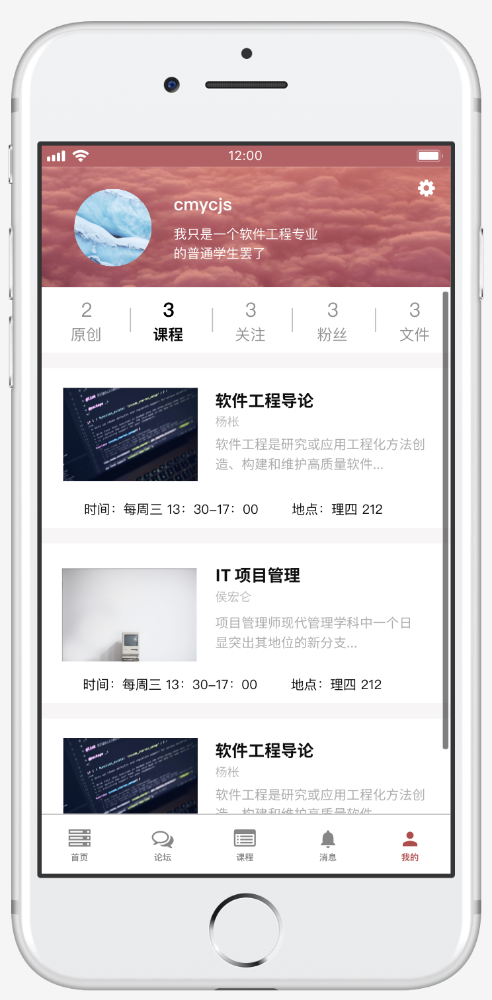 12:00
cmycjs
我只是一个软件工程专业
的普通学生罢了
2
3
3
3
3
原创
课程
关注
粉丝
文件
软件工程导论
杨枨
软件工程是研究或应用工程化方法创
造、构建和维护高质量软件...
时间：每周三 13：30-17：00
地点：理四 212
IT 项目管理
侯宏仑
项目管理师现代管理学科中一个日
显突出其地位的新分支...
时间：每周三 13：30-17：00
地点：理四 212
软件工程导论
杨枨
软件工程是研究或应用工程化方法创
造、构建和维护高质量软件
首页
论坛
课程
消息
我的